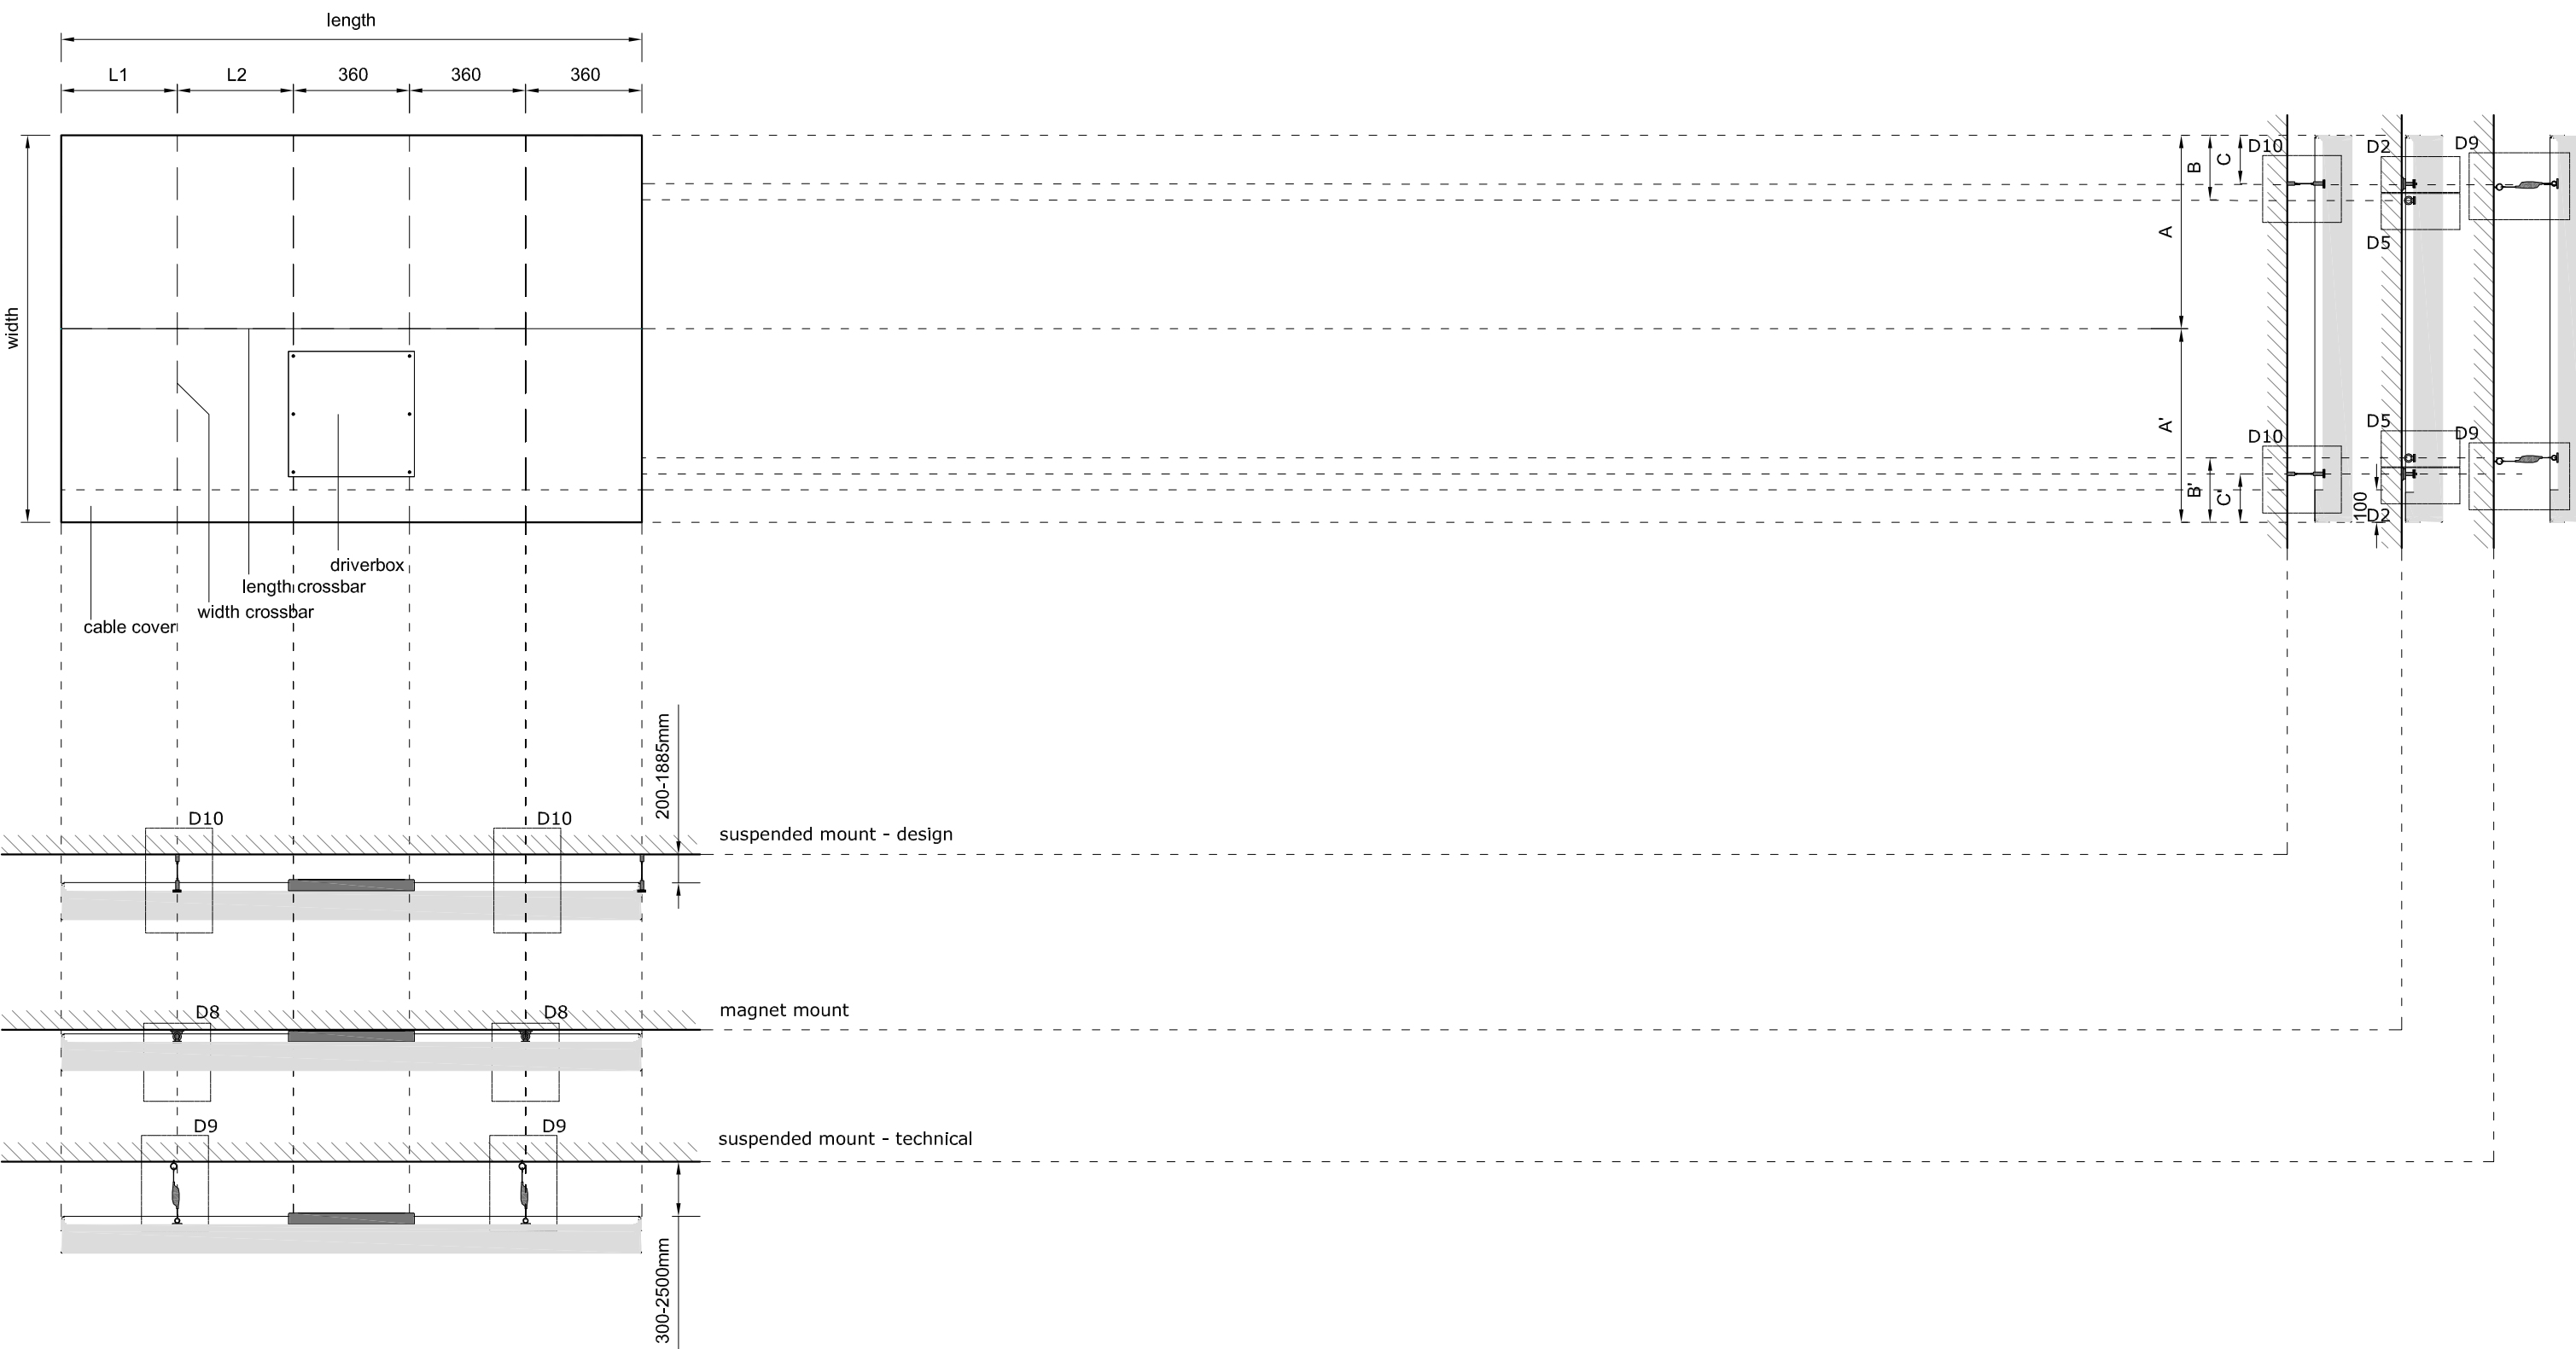 length
L1 L2 360 360 360
width
D10 D2 D9
C
B
A
D5
A'
D5
D10 D9
B'
C'
100
D2
driverbox
length crossbar
width crossbar
cable cover
200-1885mm
D10 D10
suspended mount - design
D8 D8
magnet mount
D9 D9
suspended mount - technical
300-2500mm